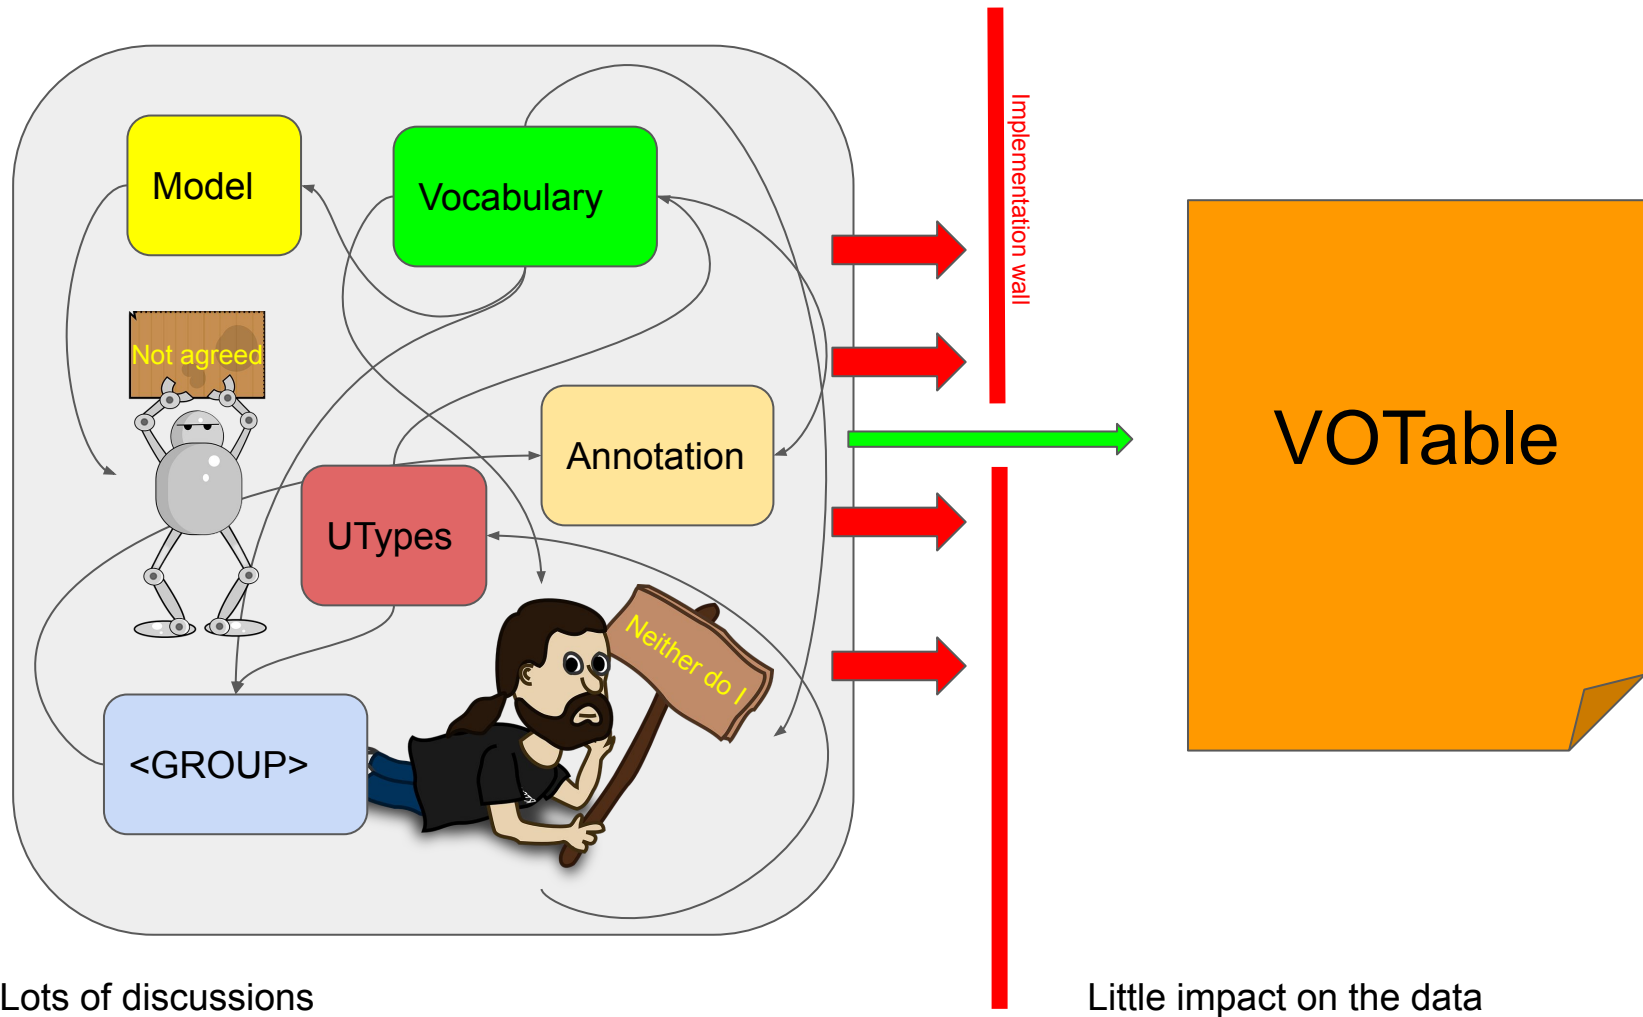 Model
Vocabulary
Implementation wall
Not agreed
VOTable
Annotation
UTypes
Neither do I
<GROUP>
Lots of discussions
Little impact on the data